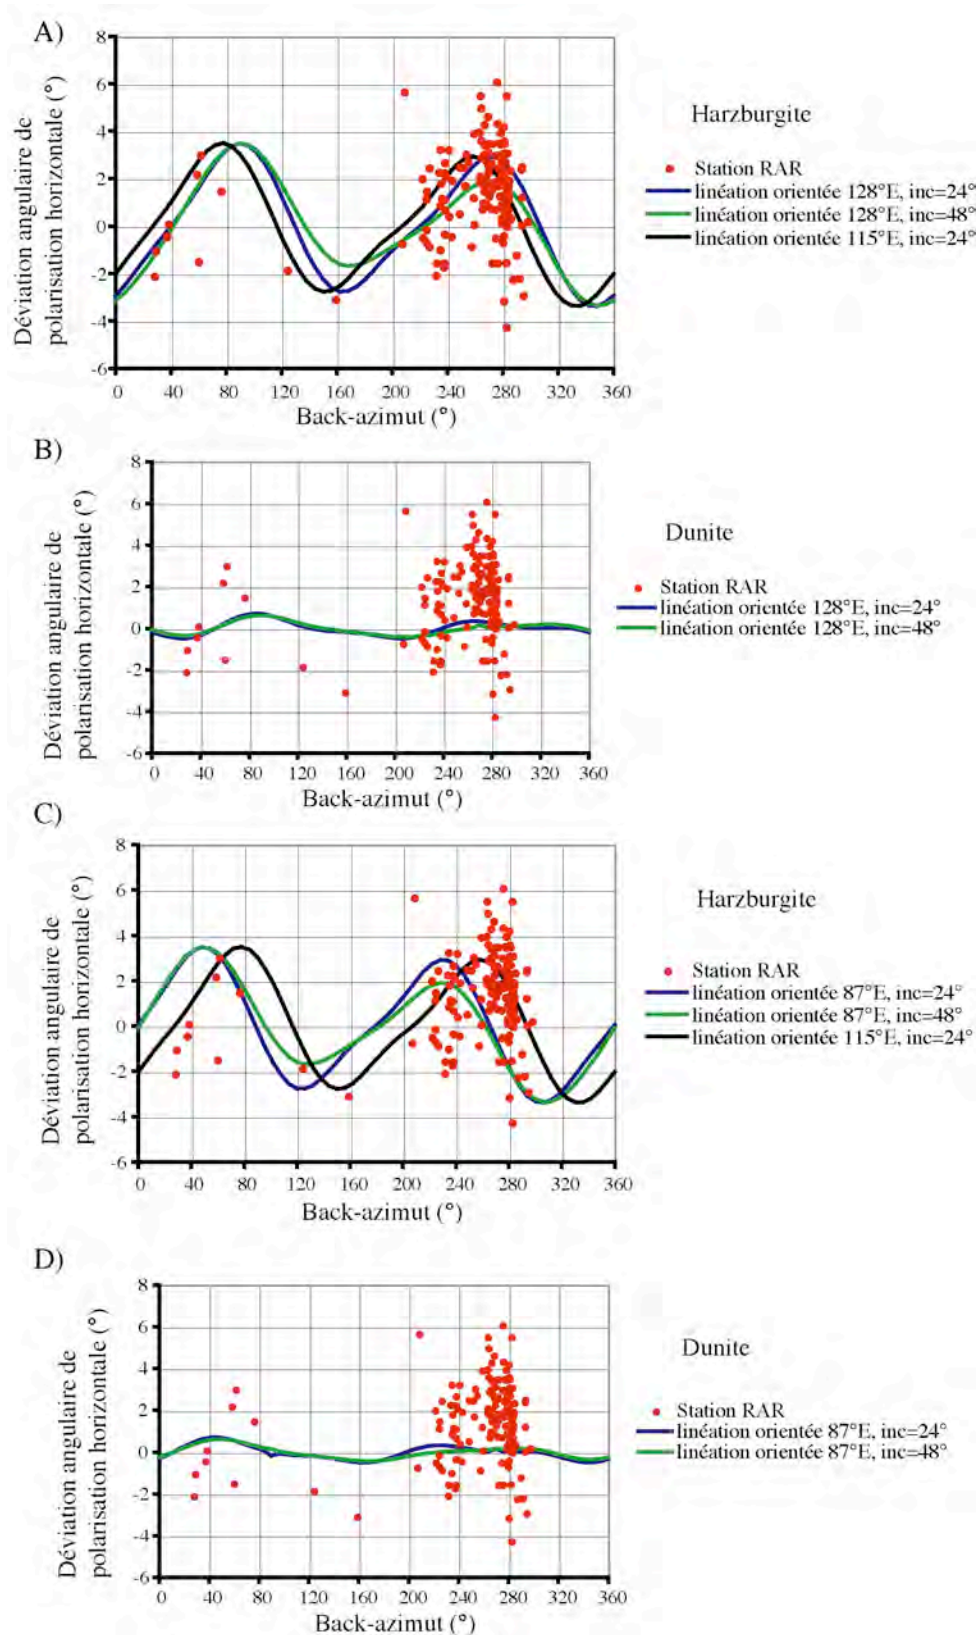 A)
Déviation angulaire de
polarisation horizontale (°)
8
6
4
2
0
-2
-4
-6
0 40 80 120 160 200 240 280 320 360
Back-azimut (°)
Harzburgite
Station RAR
linéation orientée 128°E, inc=24°
linéation orientée 128°E, inc=48°
linéation orientée 115°E, inc=24°
B)
Déviation angulaire de
polarisation horizontale (°)
8
6
4
2
0
-2
-4
-6
0 40 80 120 160 200 240 280 320 360
Back-azimut (°)
Dunite
Station RAR
linéation orientée 128°E, inc=24°
linéation orientée 128°E, inc=48°
C)
Déviation angulaire de
polarisation horizontale (°)
8
6
4
2
0
-2
-4
-6
0 40 80 120 160 200 240 280 320 360
Back-azimut (°)
Harzburgite
Station RAR
linéation orientée 87°E, inc=24°
linéation orientée 87°E, inc=48°
linéation orientée 115°E, inc=24°
D)
Déviation angulaire de
polarisation horizontale (°)
8
6
4
2
0
-2
-4
-6
0 40 80 120 160 200 240 280 320 360
Back-azimut (°)
Dunite
Station RAR
linéation orientée 87°E, inc=24°
linéation orientée 87°E, inc=48°